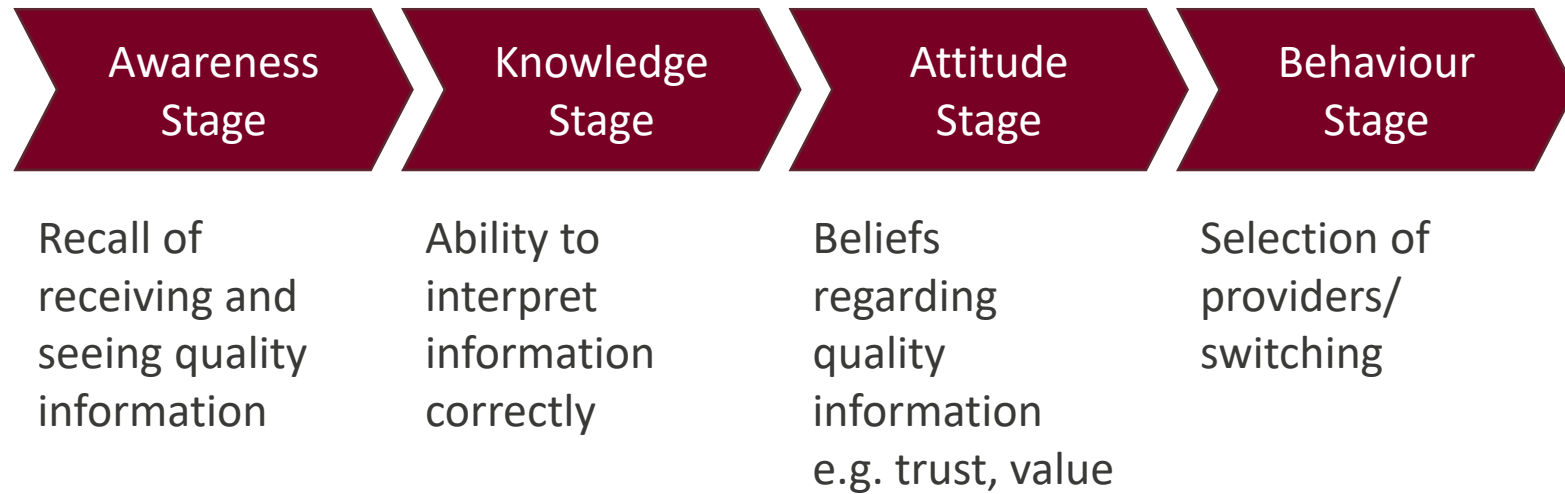 Awareness
Stage
Knowledge
Stage
Attitude
Stage
Behaviour
Stage
Recall of
receiving and
seeing quality
information
Ability to
interpret
information
correctly
Beliefs
regarding
quality
information
e.g. trust, value
Selection of
providers/
switching